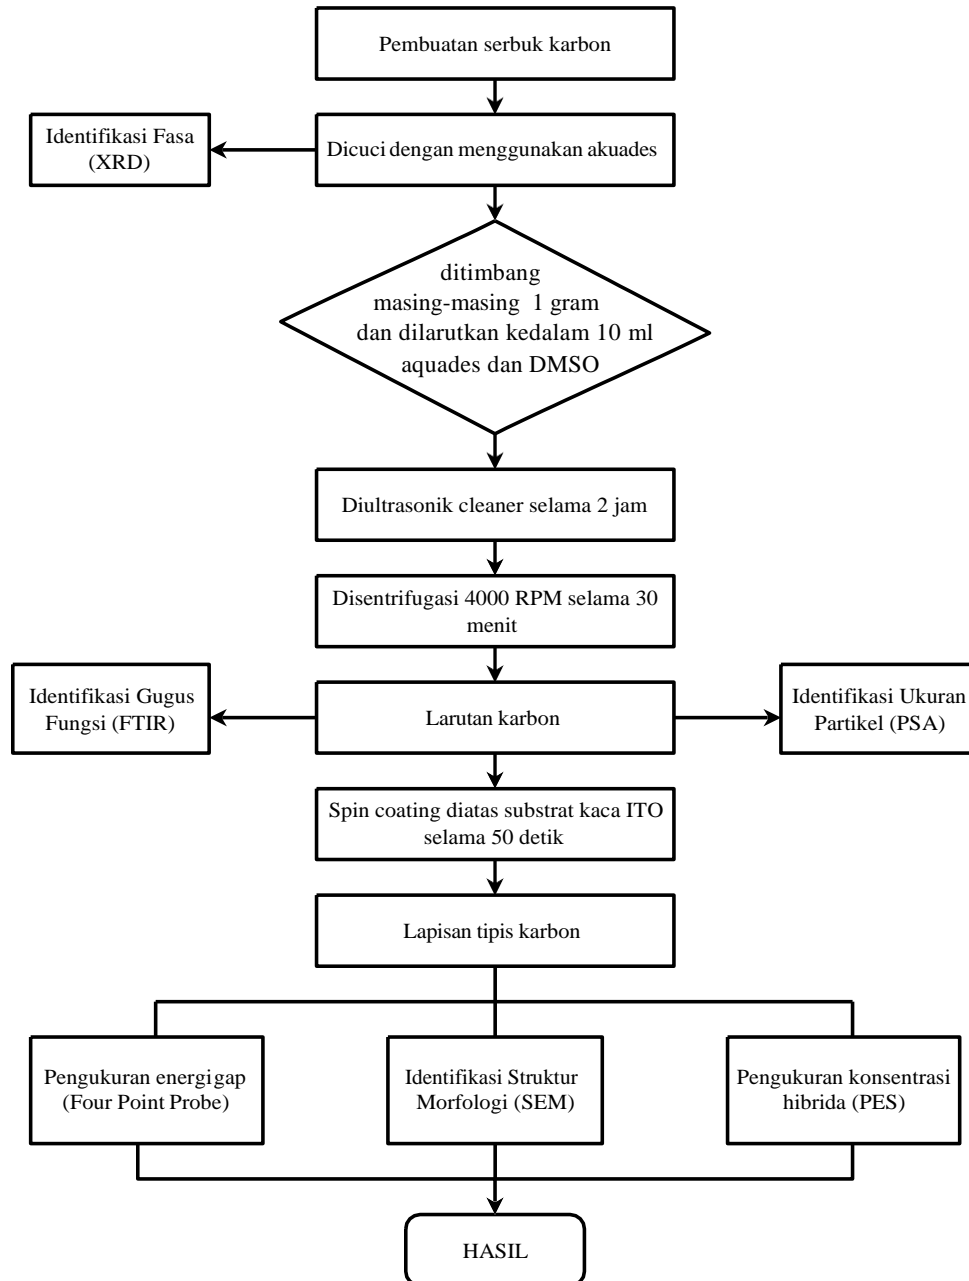 Pembuatan serbuk karbon
Identifikasi Fasa
(XRD)
Dicuci dengan menggunakan akuades
ditimbang
masing-masing 1 gram
dan dilarutkan kedalam 10 ml
aquades dan DMSO
Diultrasonik cleaner selama 2 jam
Disentrifugasi 4000 RPM selama 30
menit
Identifikasi Gugus
Fungsi (FTIR)
Larutan karbon
Identifikasi Ukuran
Partikel (PSA)
Spin coating diatas substrat kaca ITO
selama 50 detik
Lapisan tipis karbon
Pengukuran energigap
(Four Point Probe)
Identifikasi Struktur
Morfologi (SEM)
Pengukuran konsentrasi
hibrida (PES)
HASIL